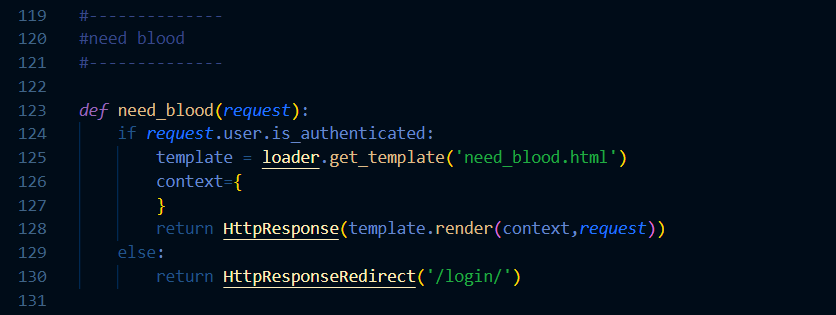 119 #--------------
120 #need blood
121 #--------------
122
123 def need_blood(request):
124     if request.user.is_authenticated:
125         template = loader.get_template('need_blood.html')
126         context={
127         }
128         return HttpResponse(template.render(context,request))
129     else:
130         return HttpResponseRedirect('/login/')
131